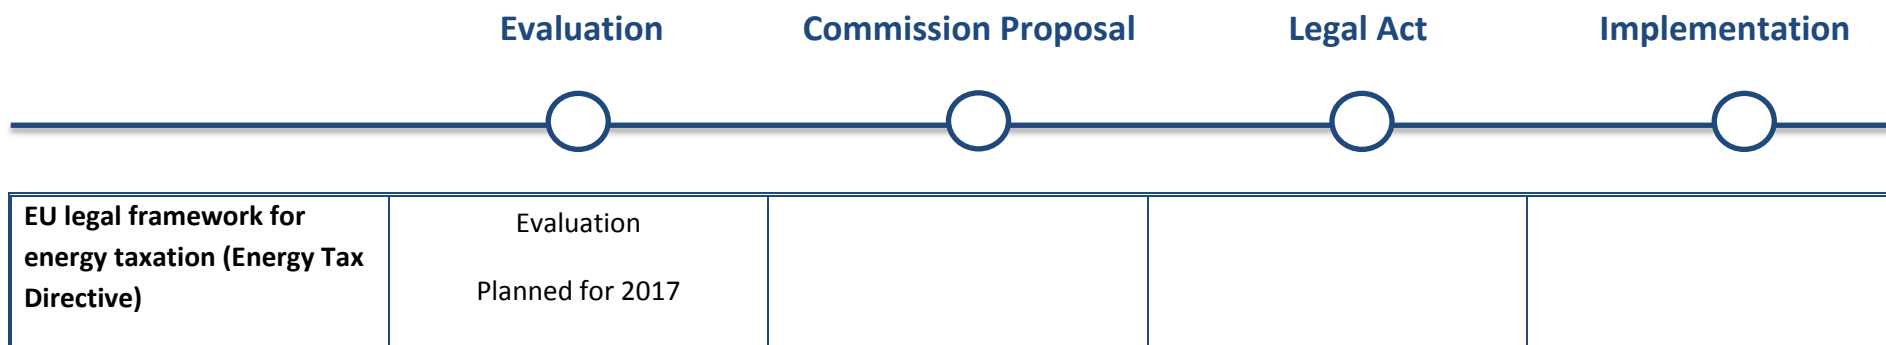 Evaluation Commission Proposal Legal Act Implementation
EU legal framework for
energy taxation (Energy Tax
Directive)
Evaluation
Planned for 2017